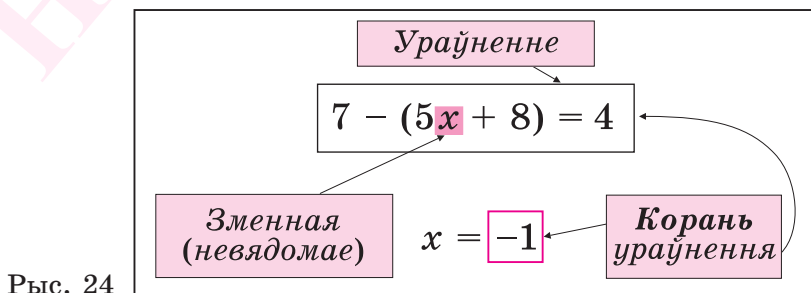 Ураўненне
7 − (5x + 8) = 4
Зменная
(невядомае)
x = −1
Корань
ураўнення
Рыс. 24